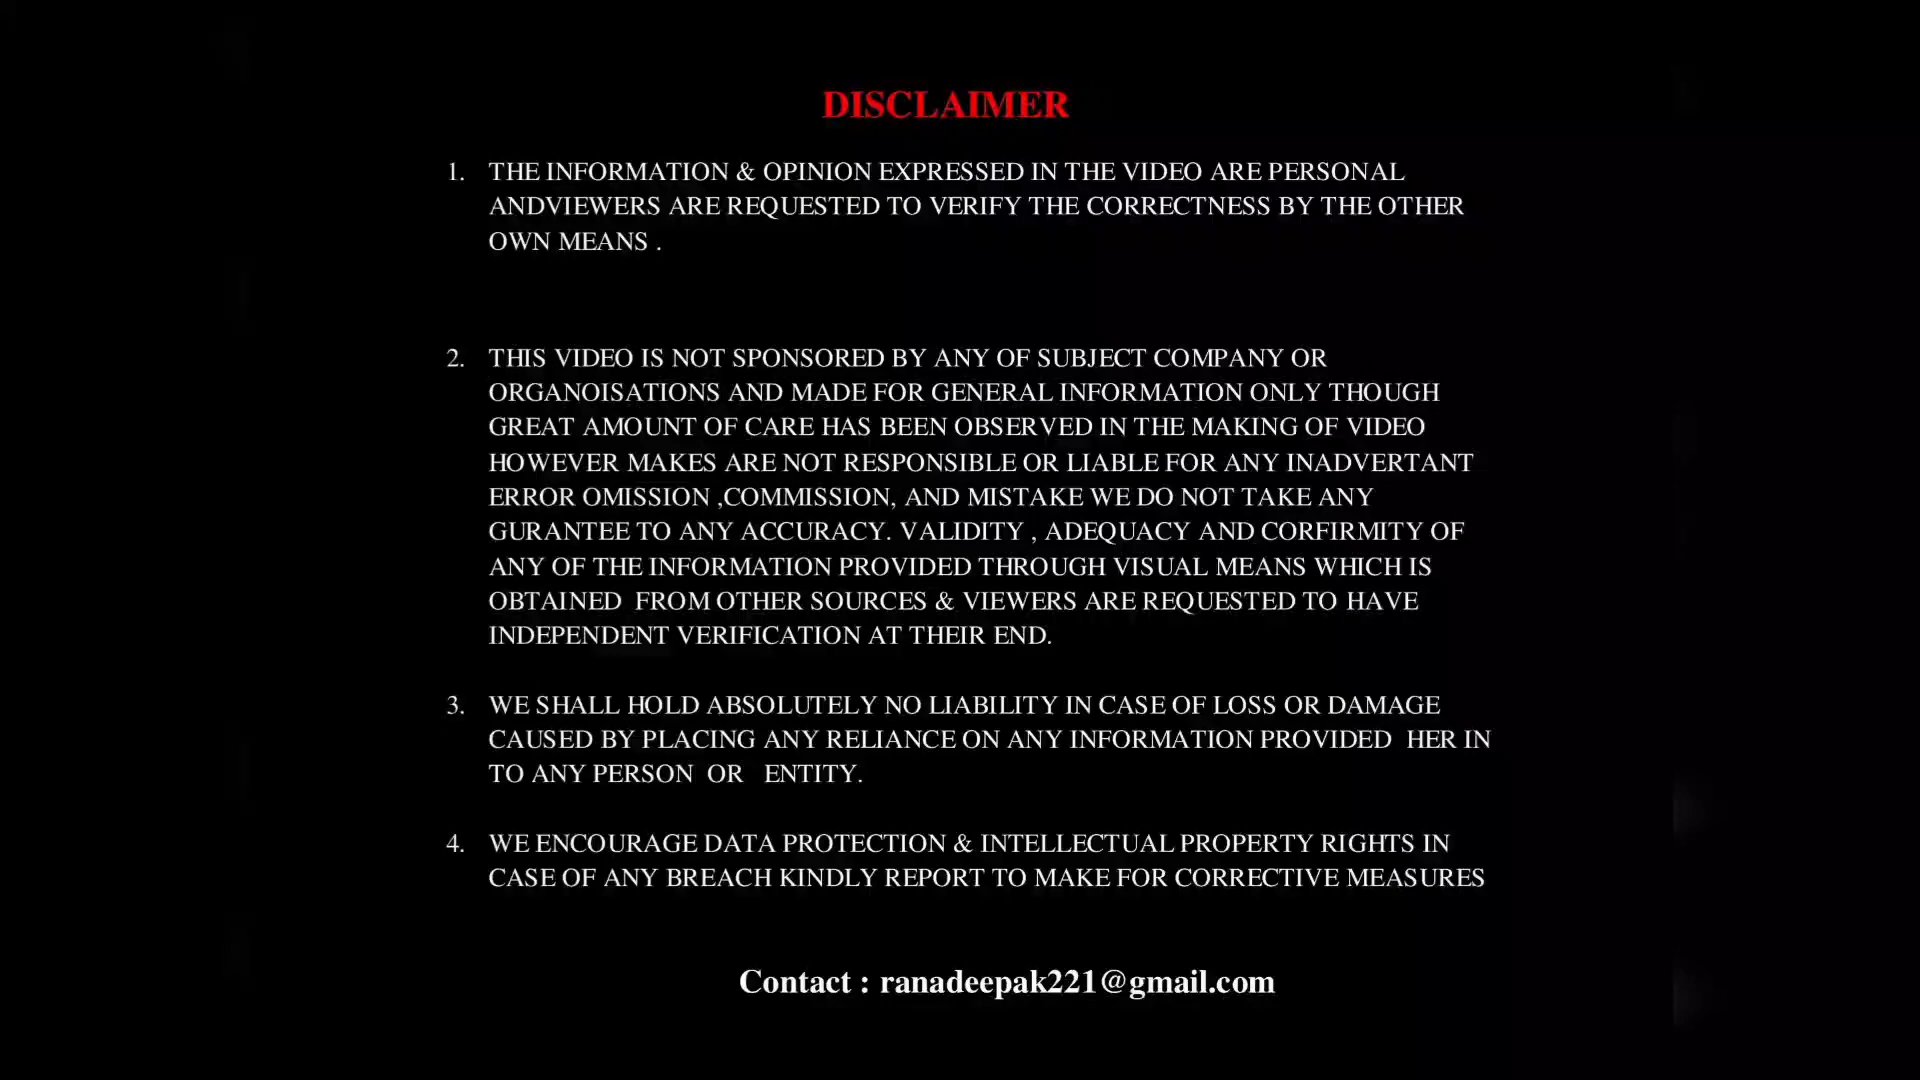 DISCLAIMER
1. THE INFORMATION & OPINION EXPRESSED IN THE VIDEO ARE PERSONAL
ANDVIEWERS ARE REQUESTED TO VERIFY THE CORRECTNESS BY THE OTHER
OWN MEANS .
2. THIS VIDEO IS NOT SPONSORED BY ANY OF SUBJECT COMPANY OR
ORGANOISATIONS AND MADE FOR GENERAL INFORMATION ONLY THOUGH
GREAT AMOUNT OF CARE HAS BEEN OBSERVED IN THE MAKING OF VIDEO
HOWEVER MAKES ARE NOT RESPONSIBLE OR LIABLE FOR ANY INADVERTANT
ERROR OMISSION ,COMMISSION, AND MISTAKE WE DO NOT TAKE ANY
GURANTEE TO ANY ACCURACY. VALIDITY , ADEQUACY AND CORFIRMITY OF
ANY OF THE INFORMATION PROVIDED THROUGH VISUAL MEANS WHICH IS
OBTAINED FROM OTHER SOURCES & VIEWERS ARE REQUESTED TO HAVE
INDEPENDENT VERIFICATION AT THEIR END.
3. WE SHALL HOLD ABSOLUTELY NO LIABILITY IN CASE OF LOSS OR DAMAGE
CAUSED BY PLACING ANY RELIANCE ON ANY INFORMATION PROVIDED HER IN
TO ANY PERSON OR ENTITY.
4. WE ENCOURAGE DATA PROTECTION & INTELLECTUAL PROPERTY RIGHTS IN
CASE OF ANY BREACH KINDLY REPORT TO MAKE FOR CORRECTIVE MEASURES
Contact : ranadeepak221@gmail.com